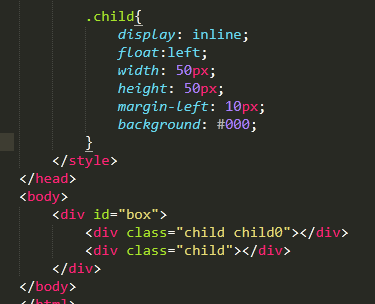 .child{
display: inline;
float:left;
width: 50px;
height: 50px;
margin-left: 10px;
background: #000;
}
</style>
</head>
<body>
<div id="box">
<div class="child child0"></div>
<div class="child"></div>
</div>
</body>
</html>